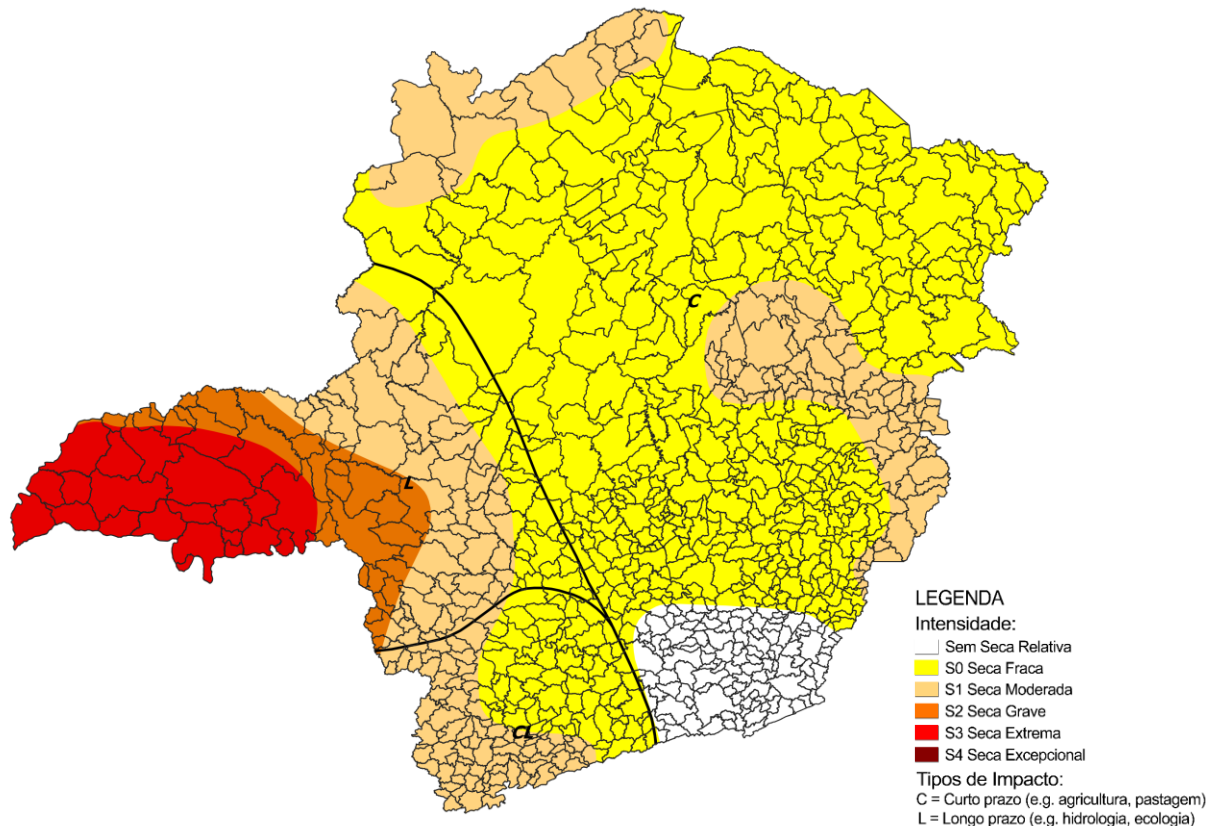 C
L
CL
LEGENDA
Intensidade:
Sem Seca Relativa
S0 Seca Fraca
S1 Seca Moderada
S2 Seca Grave
S3 Seca Extrema
S4 Seca Excepcional
Tipos de Impacto:
C = Curto prazo (e.g. agricultura, pastagem)
L = Longo prazo (e.g. hidrologia, ecologia)